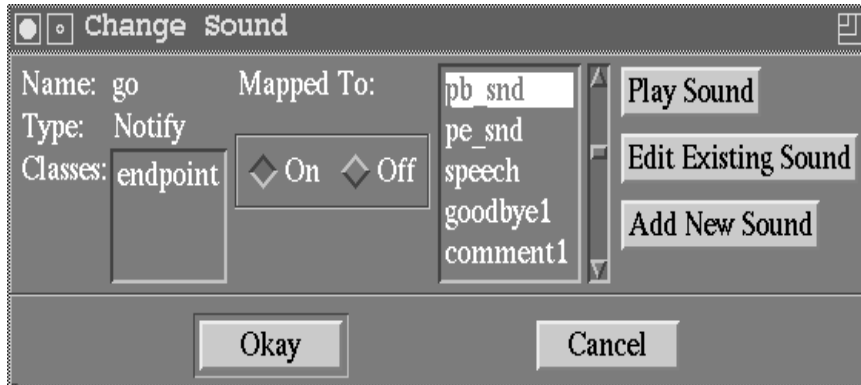 Change Sound
Name: go
Type: Notify
Classes: endpoint
Mapped To:
On Off
pb_snd
pe_snd
speech
goodbye1
comment1
Play Sound
Edit Existing Sound
Add New Sound
Okay
Cancel